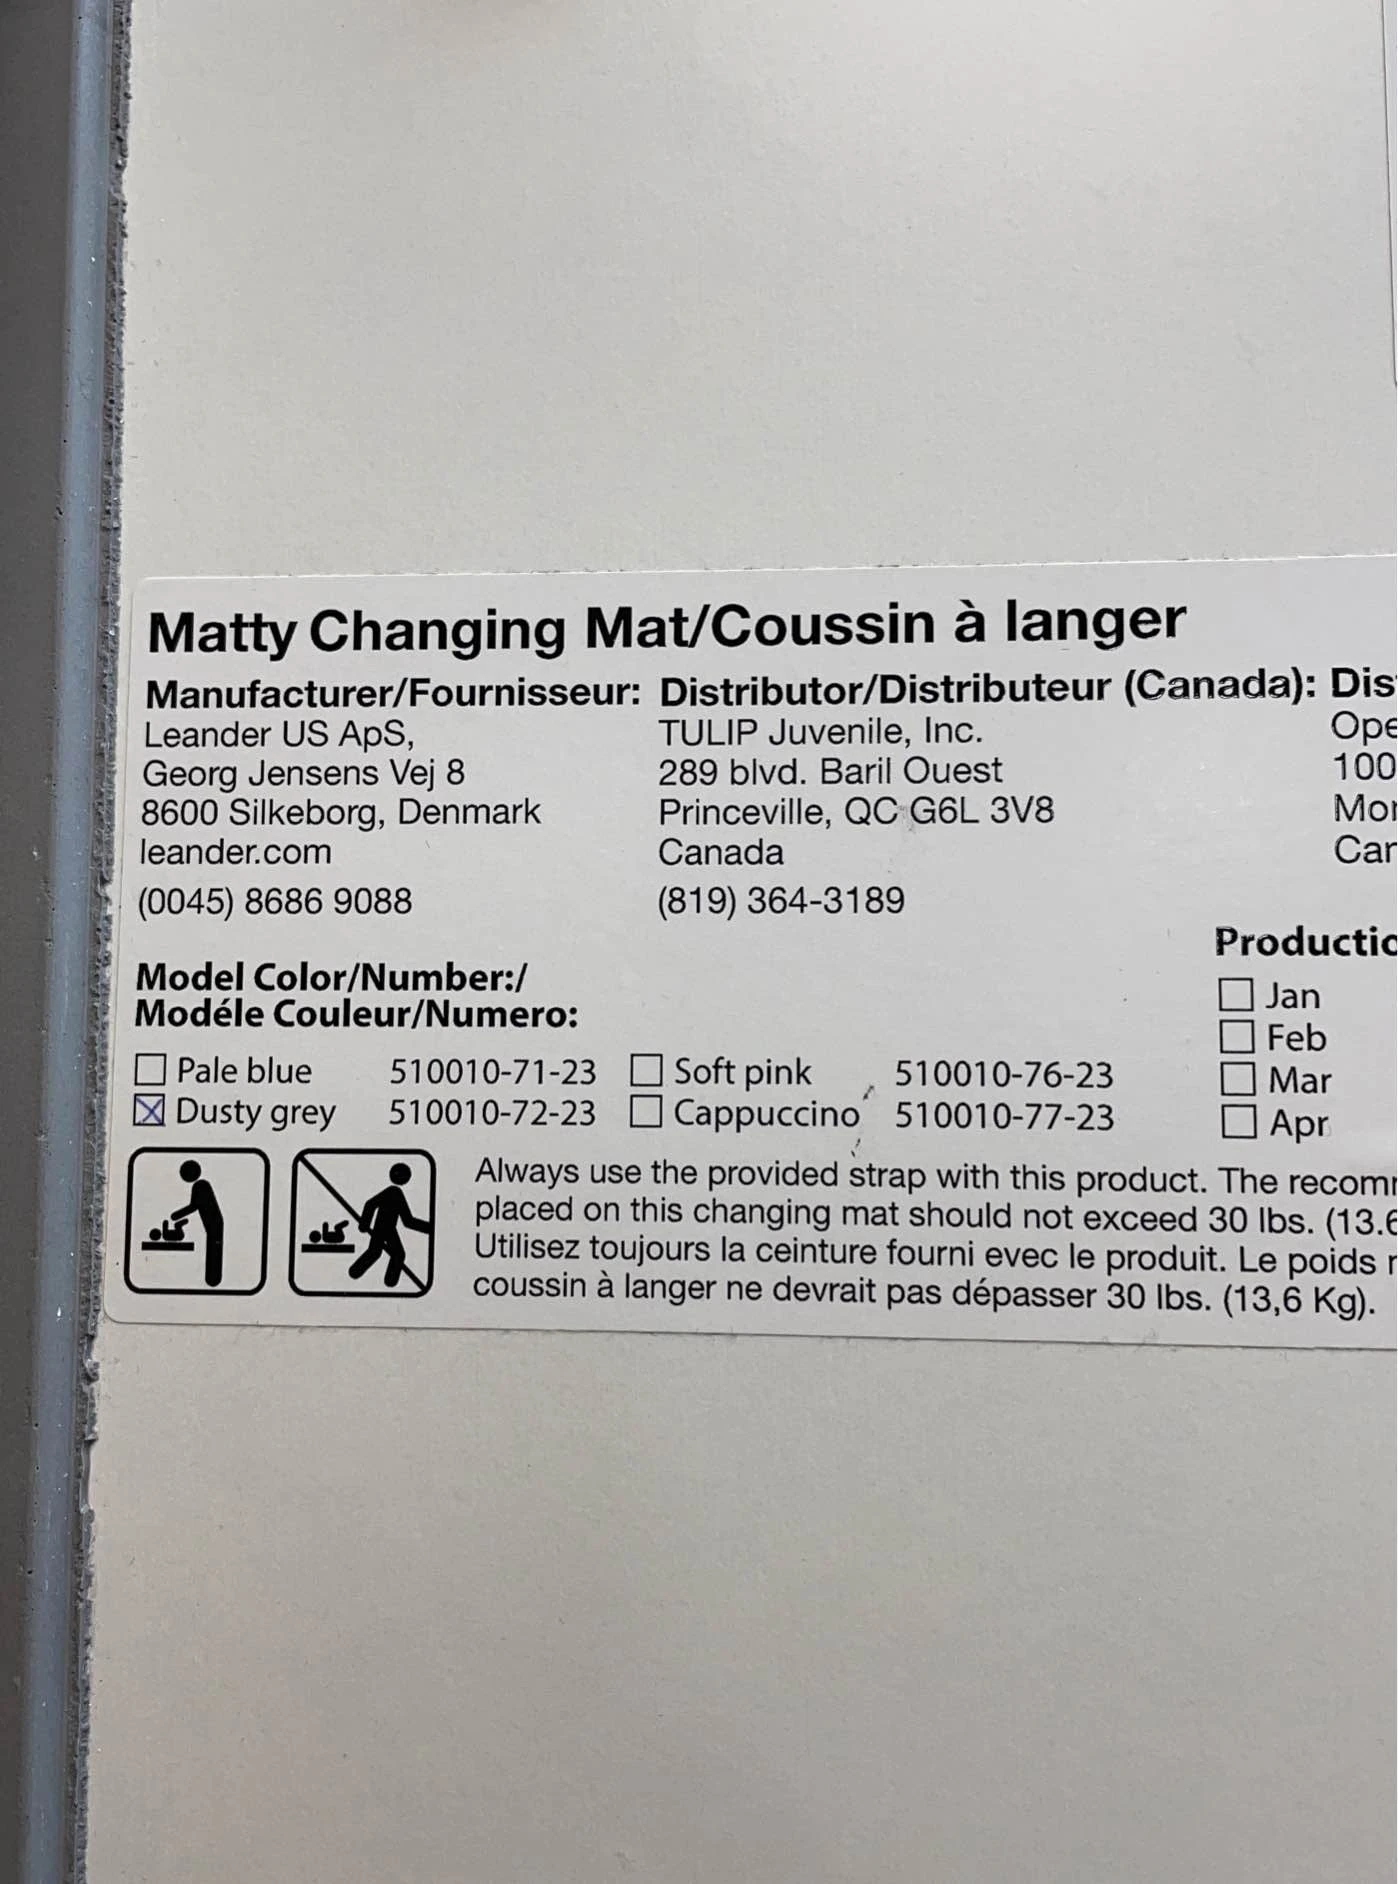 Matty Changing Mat/Coussin à langer
Manufacturer/Fournisseur:
Leander US ApS,
Georg Jensens Vej 8
8600 Silkeborg, Denmark
leander.com
(0045) 8686 9088
Distributor/Distributeur (Canada):
TULIP Juvenile, Inc.
289 blvd. Baril Ouest
Princeville, QC G6L 3V8
Canada
(819) 364-3189
100
Model Color/Number:/
Modéle Couleur/Numero:
Pale blue 510010-71-23 Soft pink 510010-76-23
Dusty grey 510010-72-23 Cappuccino 510010-77-23
Jan
Feb
Mar
Apr
Always use the provided strap with this product. The
placed on this changing mat should not exceed 30 lbs.
Utilisez toujours la ceinture fourni evec le produit. Le poids
coussin à langer ne devrait pas dépasser 30 lbs. (13,6 Kg).